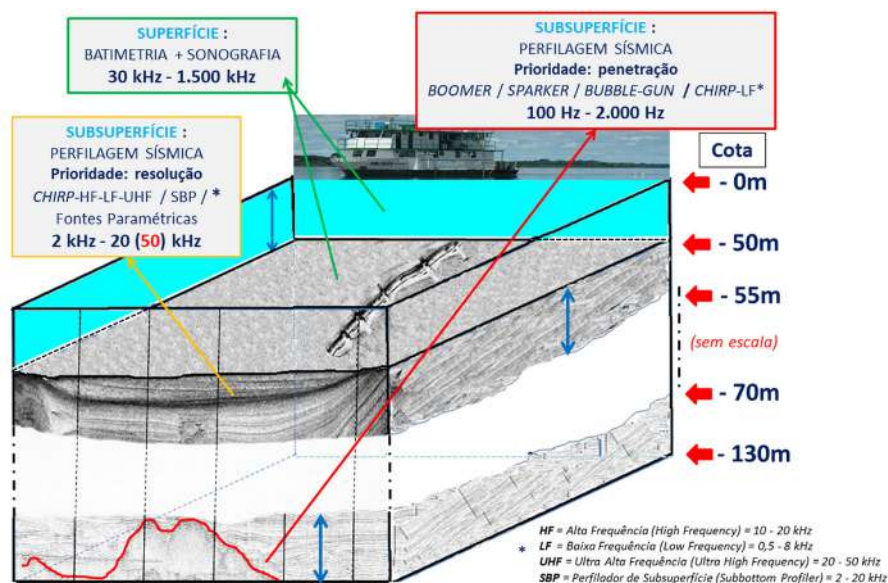 SUPERFÍCIE :
BATIMETRIA + SONOGRAFIA
30 kHz - 1.500 kHz
SUBSUPERFÍCIE :
PERFILAGEM SÍSMICA
Prioridade: penetração
BOOMER / SPARKER / BUBBLE-GUN / CHIRP-LF*
100 Hz - 2.000 Hz
SUBSUPERFÍCIE :
PERFILAGEM SÍSMICA
Prioridade: resolução
CHIRP-HF-LF-UHF / SBP / *
Fontes Paramétricas
2 kHz - 20 (50) kHz
Cota
- 0m
- 50m
- 55m
(sem escala)
- 70m
- 130m
HF = Alta Frequência (High Frequency) = 10 - 20 kHz
* LF = Baixa Frequência (Low Frequency) = 0,5 - 8 kHz
UHF = Ultra Alta Frequência (Ultra High Frequency) = 20 - 50 kHz
SBP = Perfilador de Subsuperfície (Subbottom Profiler) = 2 - 20 kHz